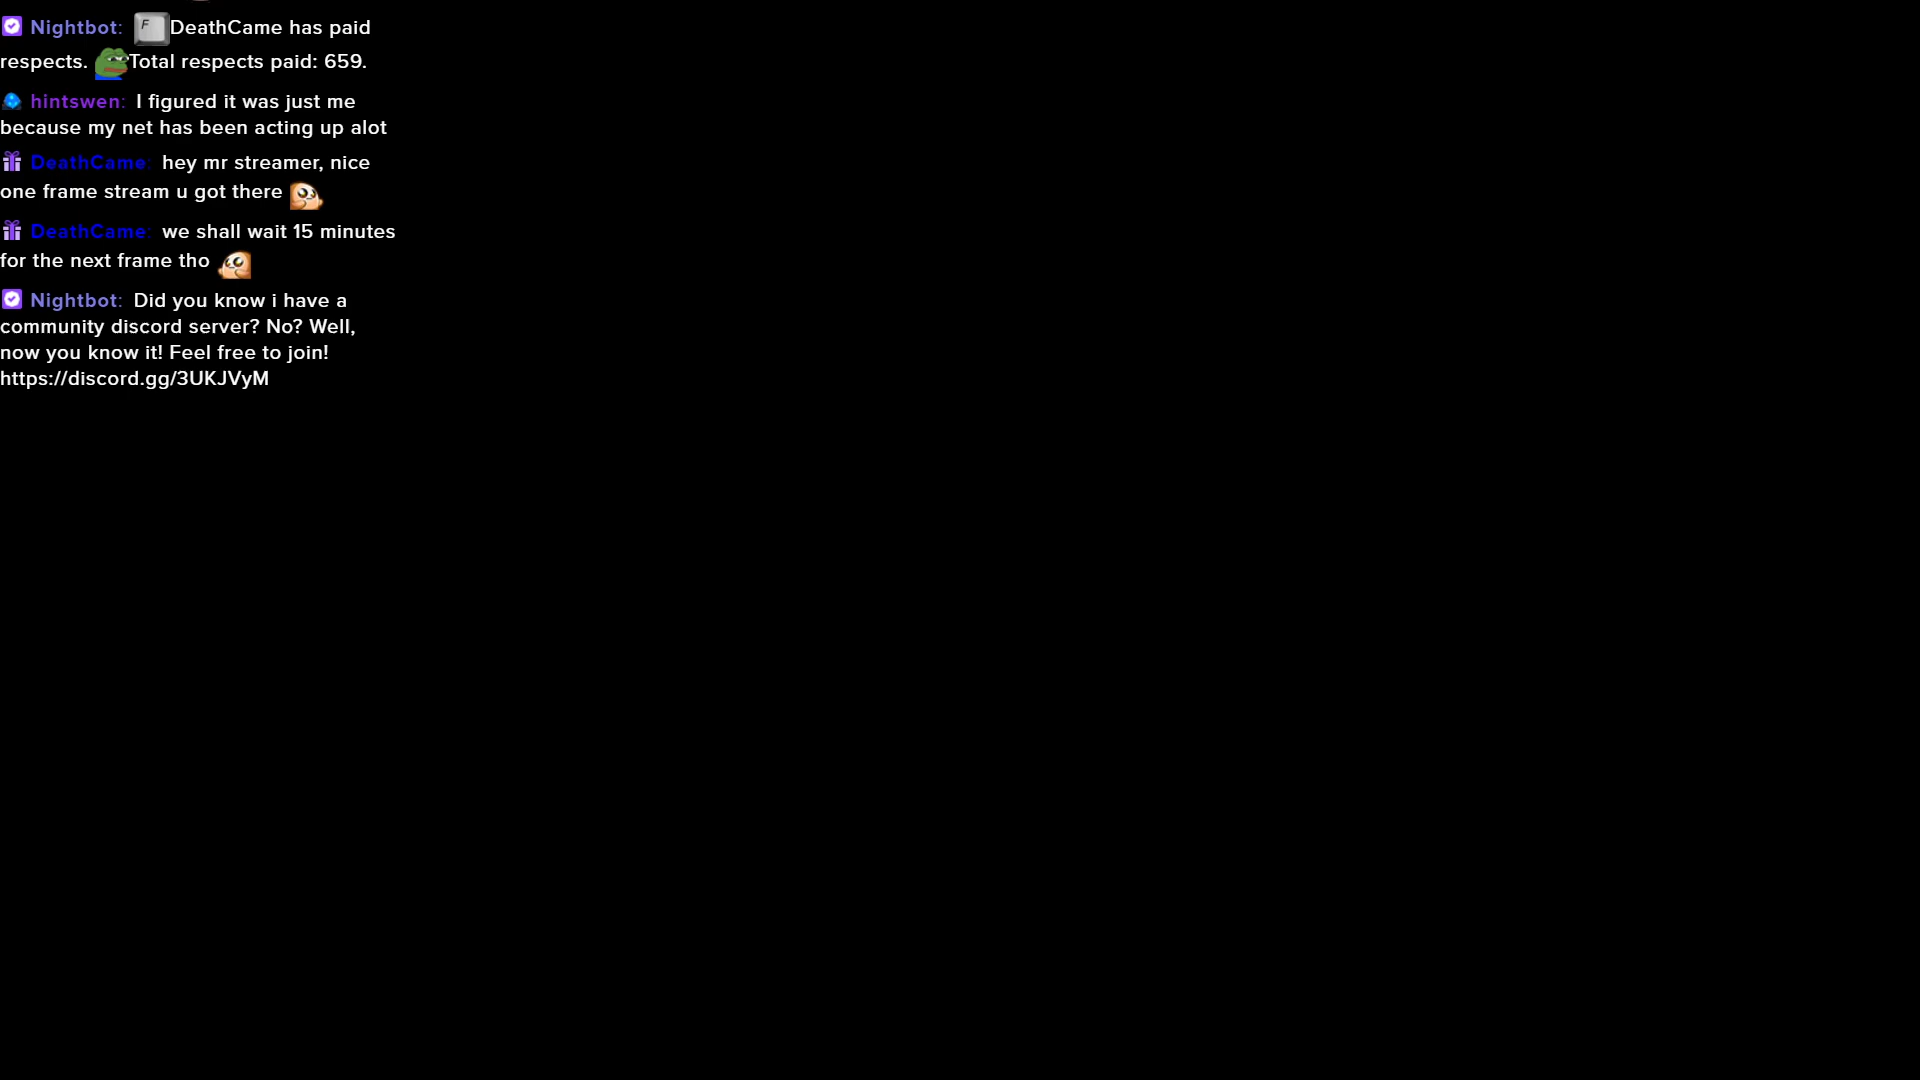 Nightbot: F DeathCame has paid
respects. Total respects paid: 659.
hintswen: I figured it was just me
because my net has been acting up alot
DeathCame: hey mr streamer, nice
one frame stream u got there
DeathCame: we shall wait 15 minutes
for the next frame tho
Nightbot: Did you know i have a
community discord server? No? Well,
now you know it! Feel free to join!
https://discord.gg/3UKJVyM